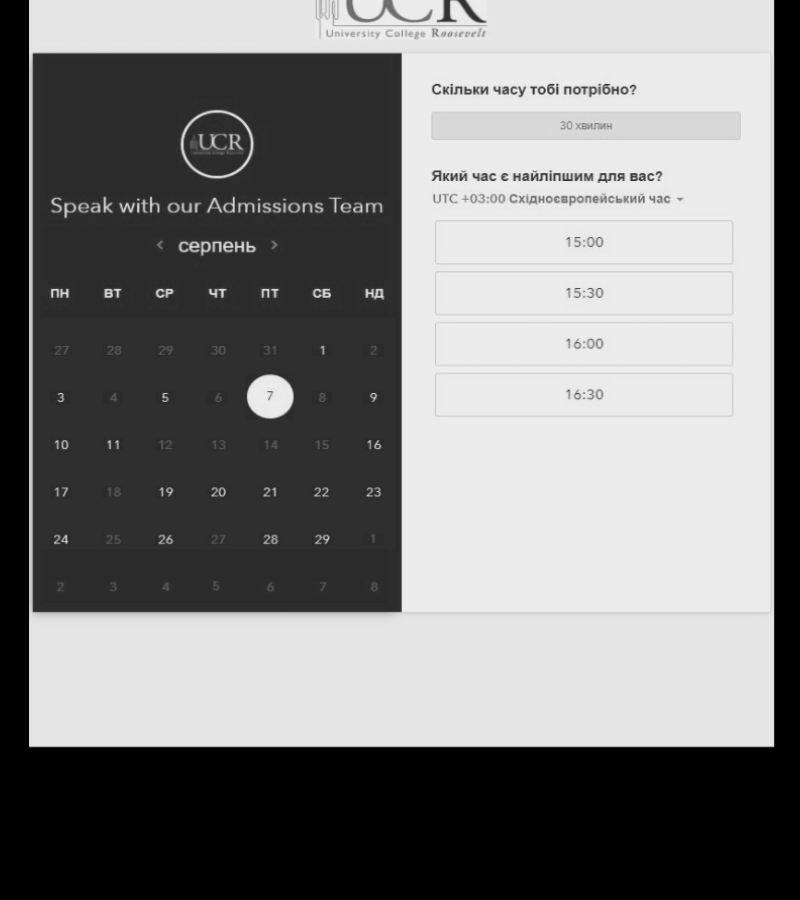 UCR
University College Roosevelt
UCR
Speak with our Admissions Team
< серпень >
ПН ВТ СР ЧТ ПТ СБ НД
27 28 29 30 31 1 2
3 4 5 6 7 8 9
10 11 12 13 14 15 16
17 18 19 20 21 22 23
24 25 26 27 28 29 1
2 3 4 5 6 7 8
Скільки часу тобі потрібно?
30 хвилин
Який час є найліпшим для вас?
UTC +03:00 Східноєвропейський час
15:00
15:30
16:00
16:30